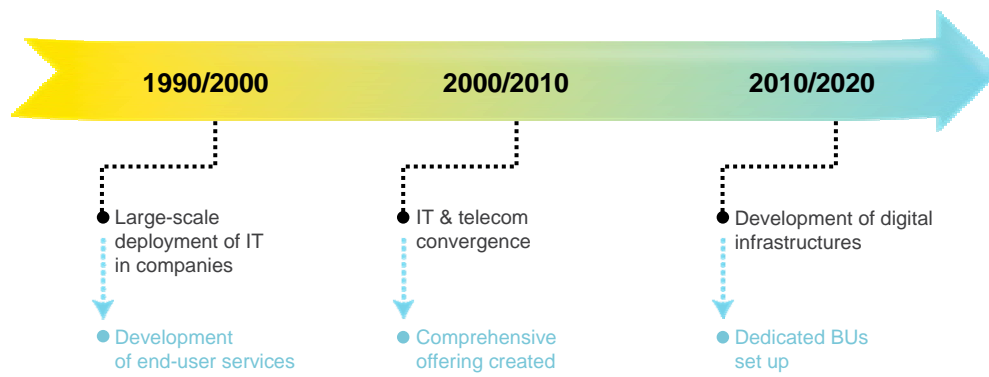 1990/2000
2000/2010
2010/2020
Large-scale
deployment of IT
in companies
IT & telecom
convergence
Development of digital
infrastructures
Development
of end-user services
Comprehensive
offering created
Dedicated BUs
set up